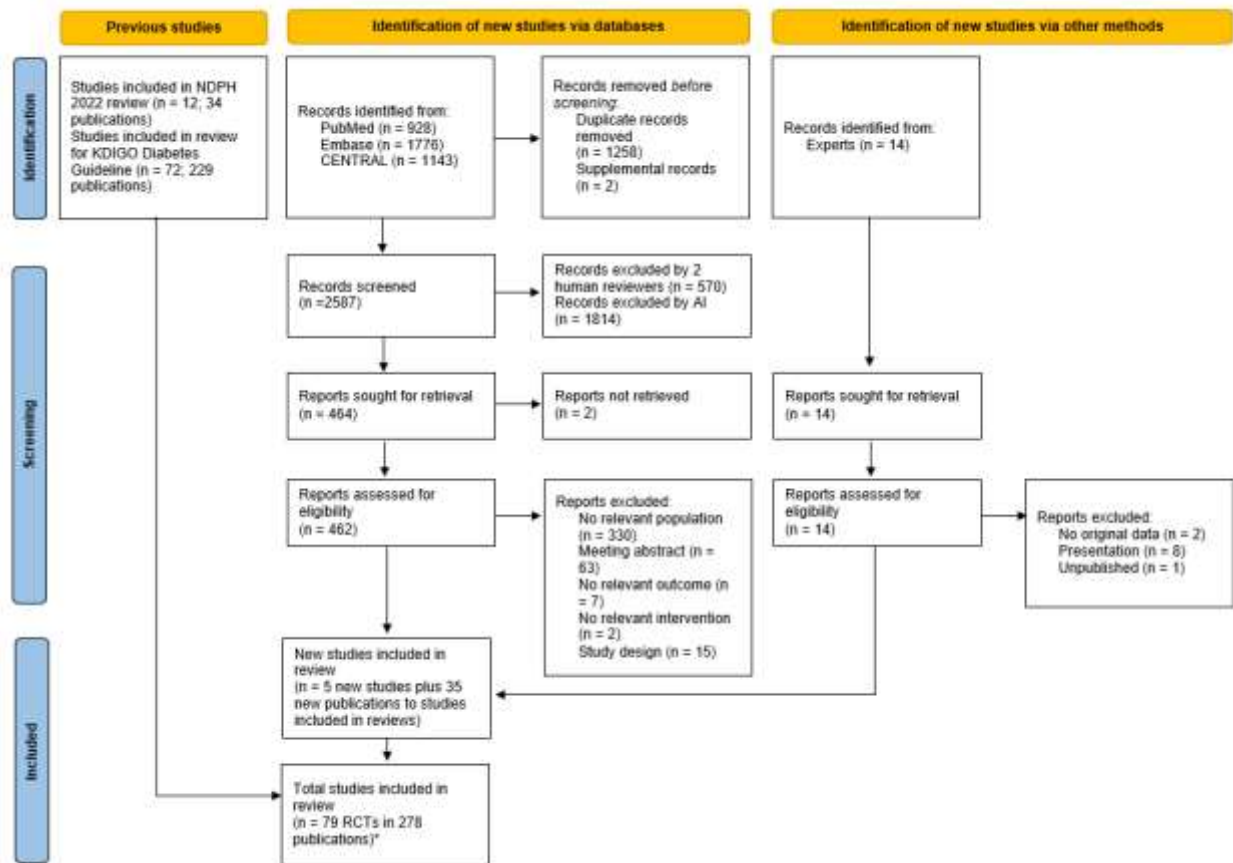 Previous studies
Identification of new studies via databases
Identification of new studies via other methods
Identification
Studies included in NDPH
2022 review (n = 12; 34
publications)
Studies included in review
for KDIGO Diabetes
Guideline (n = 72; 229
publications)
Records identified from:
PubMed (n = 928)
Embase (n = 1776)
CENTRAL (n = 1143)
Records removed before
screening:
Duplicate records
removed
(n = 1258)
Supplemental records
(n = 2)
Records identified from:
Experts (n = 14)
Screening
Records screened
(n =2587)
Records excluded by 2
human reviewers (n = 570)
Records excluded by AI
(n = 1814)
Reports sought for retrieval
(n = 464)
Reports not retrieved
(n = 2)
Reports sought for retrieval
(n = 14)
Reports assessed for
eligibility
(n = 462)
Reports excluded:
No relevant population
(n = 330)
Meeting abstract (n =
63)
No relevant outcome (n
= 7)
No relevant intervention
(n = 2)
Study design (n = 15)
Reports assessed for
eligibility
(n = 14)
Reports excluded:
No original data (n = 2)
Presentation (n = 8)
Unpublished (n = 1)
Included
New studies included in
review
(n = 5 new studies plus 35
new publications to studies
included in reviews)
Total studies included in
review
(n = 79 RCTs in 278
publications)*